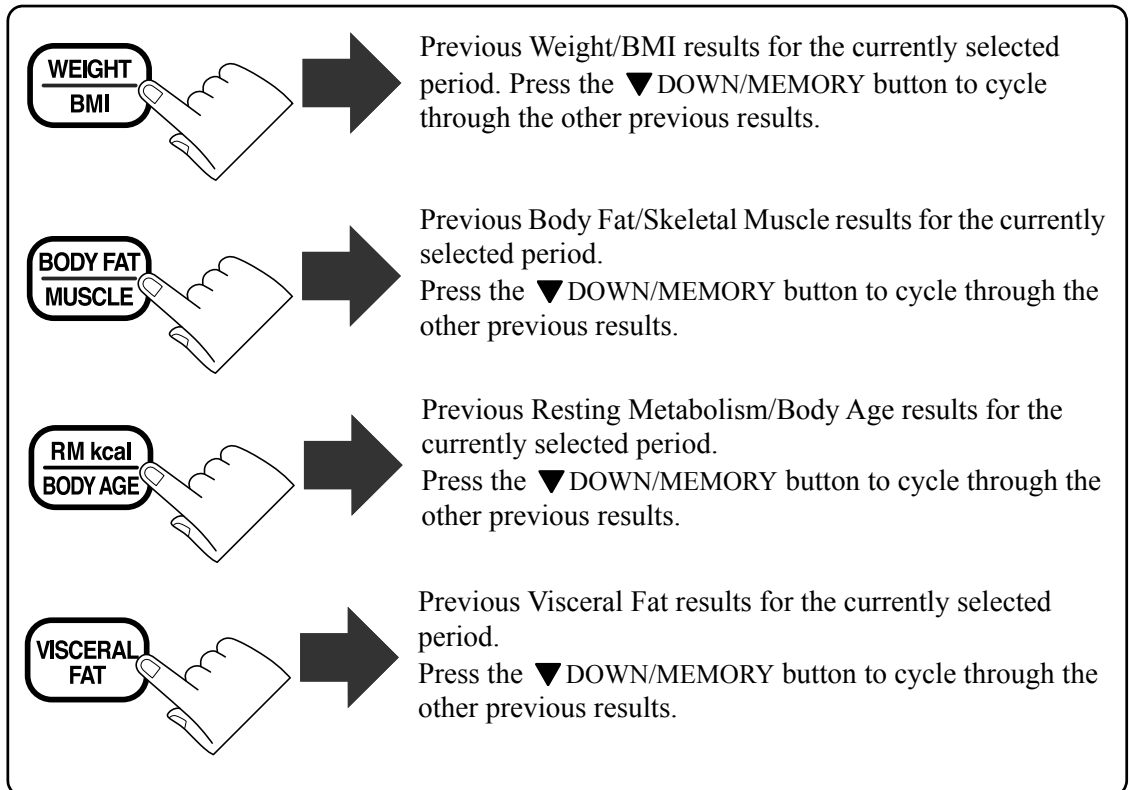 WEIGHT
BMI
Previous Weight/BMI results for the currently selected
period. Press the ▼DOWN/MEMORY button to cycle
through the other previous results.
BODY FAT
MUSCLE
Previous Body Fat/Skeletal Muscle results for the currently
selected period.
Press the ▼DOWN/MEMORY button to cycle through the
other previous results.
RM kcal
BODY AGE
Previous Resting Metabolism/Body Age results for the
currently selected period.
Press the ▼DOWN/MEMORY button to cycle through the
other previous results.
VISCERAL
FAT
Previous Visceral Fat results for the currently selected
period.
Press the ▼DOWN/MEMORY button to cycle through the
other previous results.